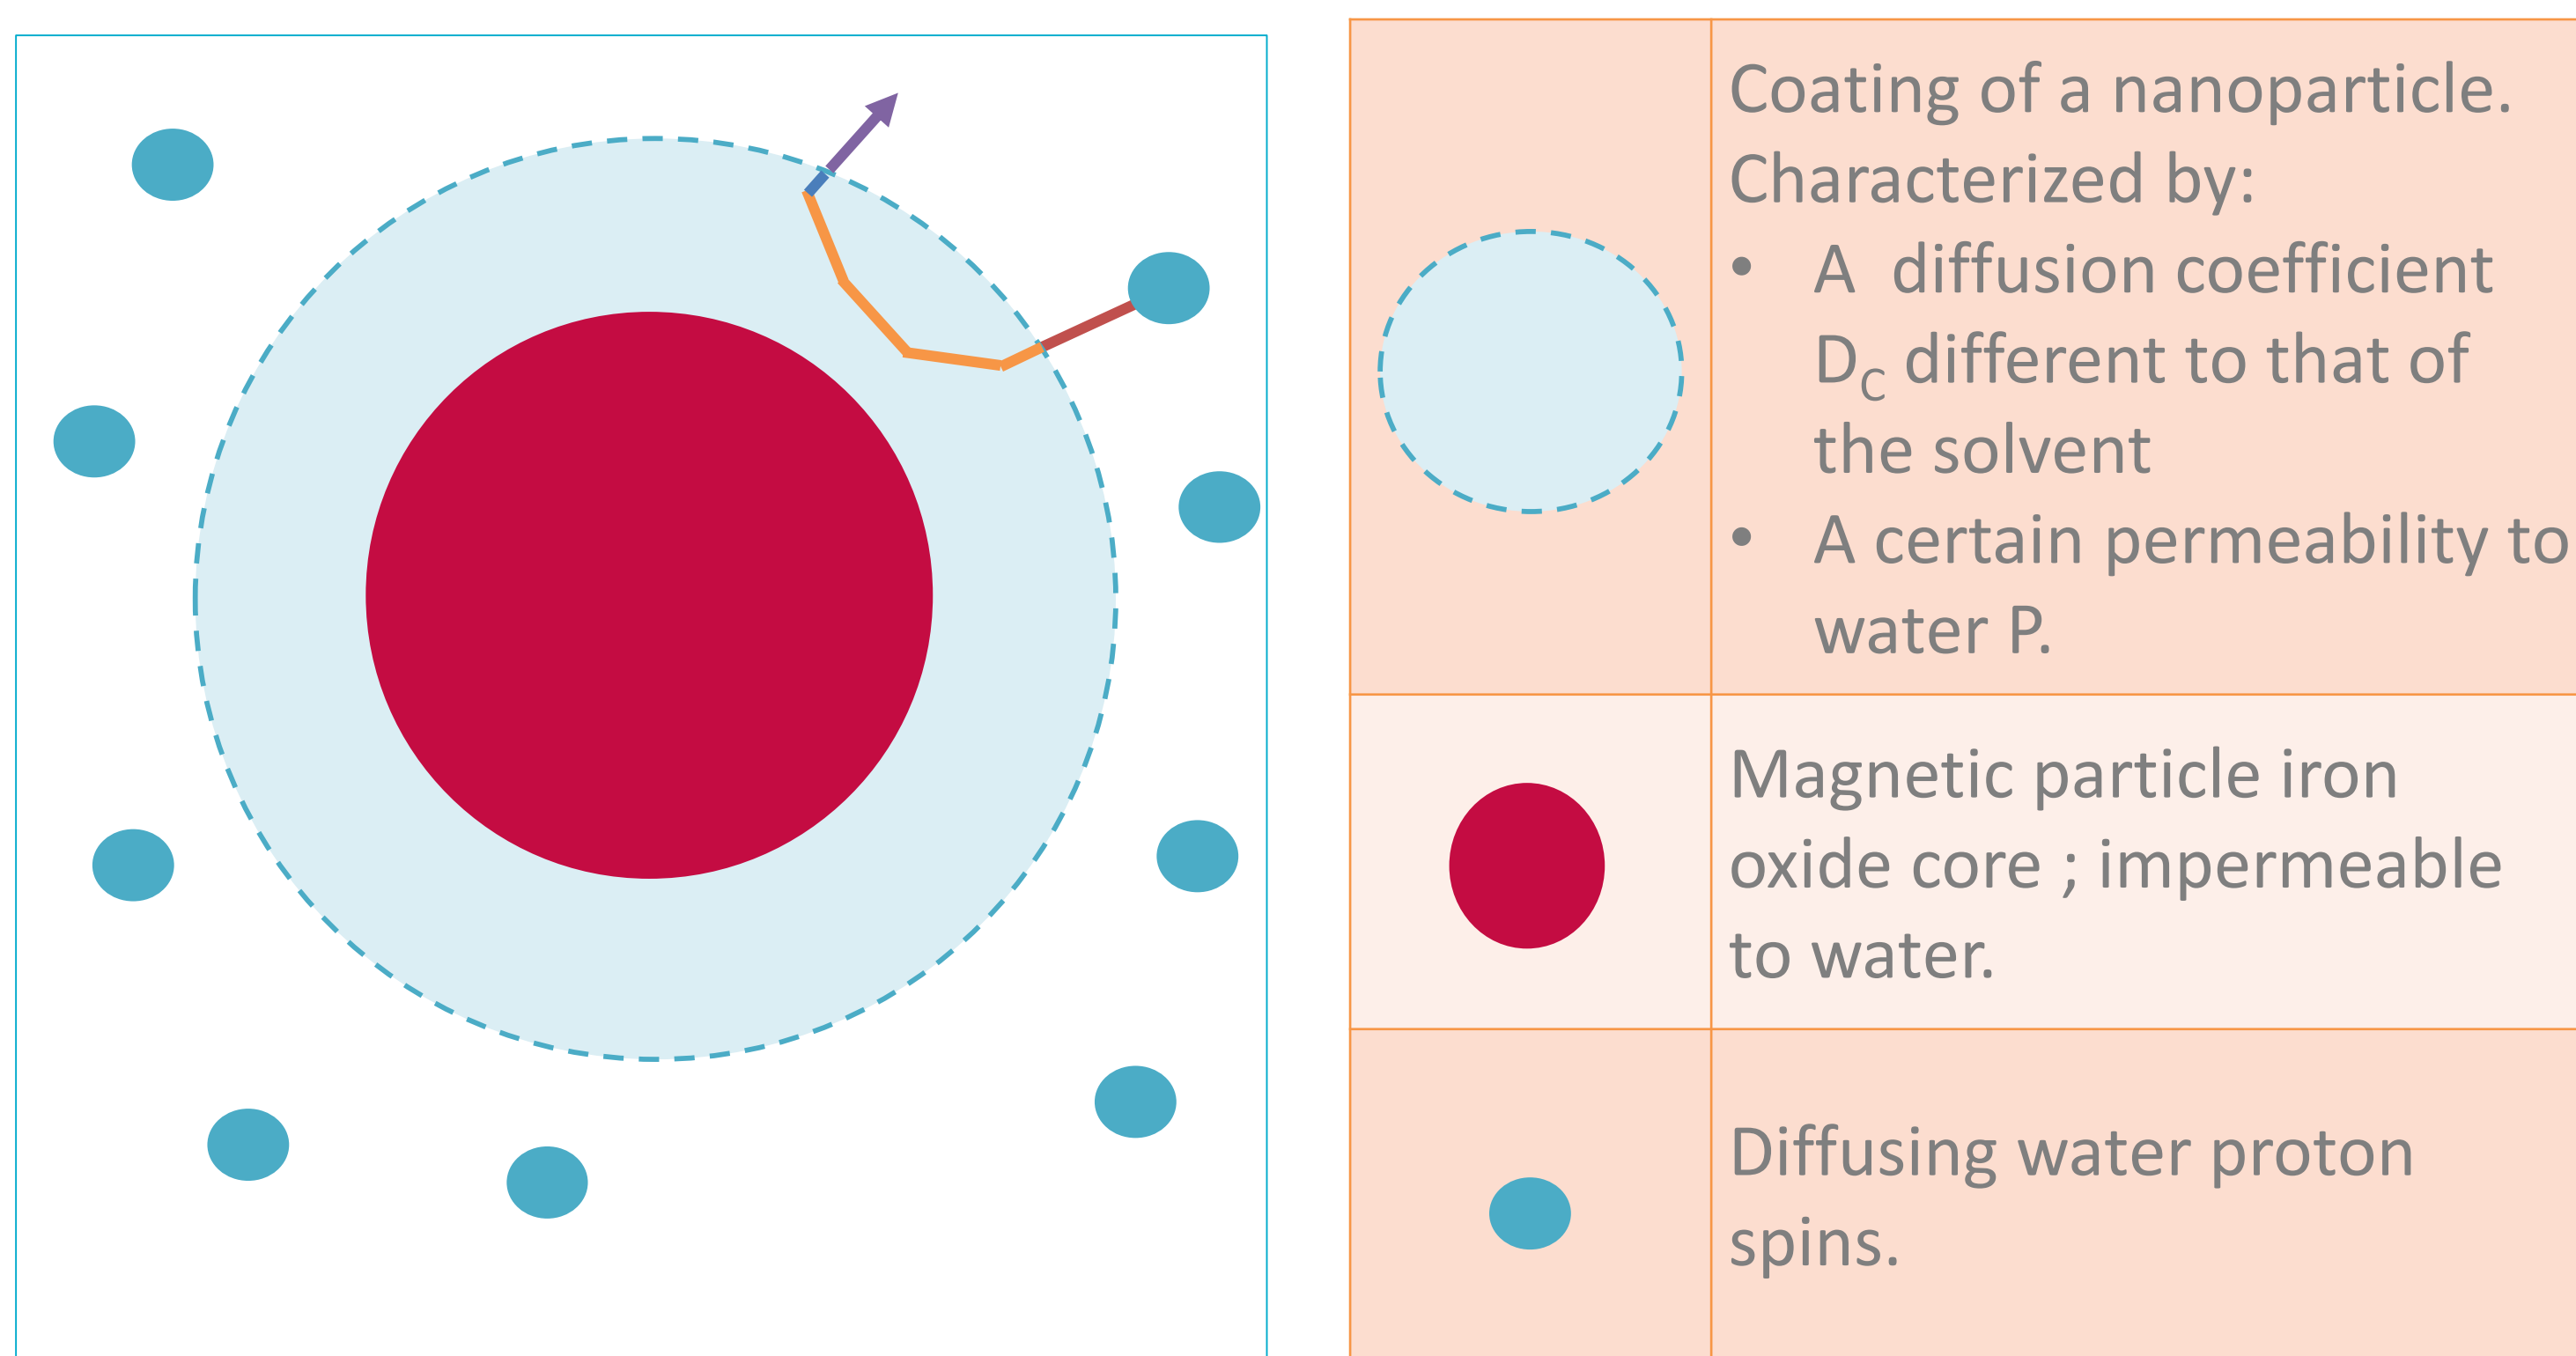 Coating of a nanoparticle.
Characterized by:
• A diffusion coefficient
D_C different to that of
the solvent
• A certain permeability to
water P.
Magnetic particle iron
oxide core ; impermeable
to water.
Diffusing water proton
spins.